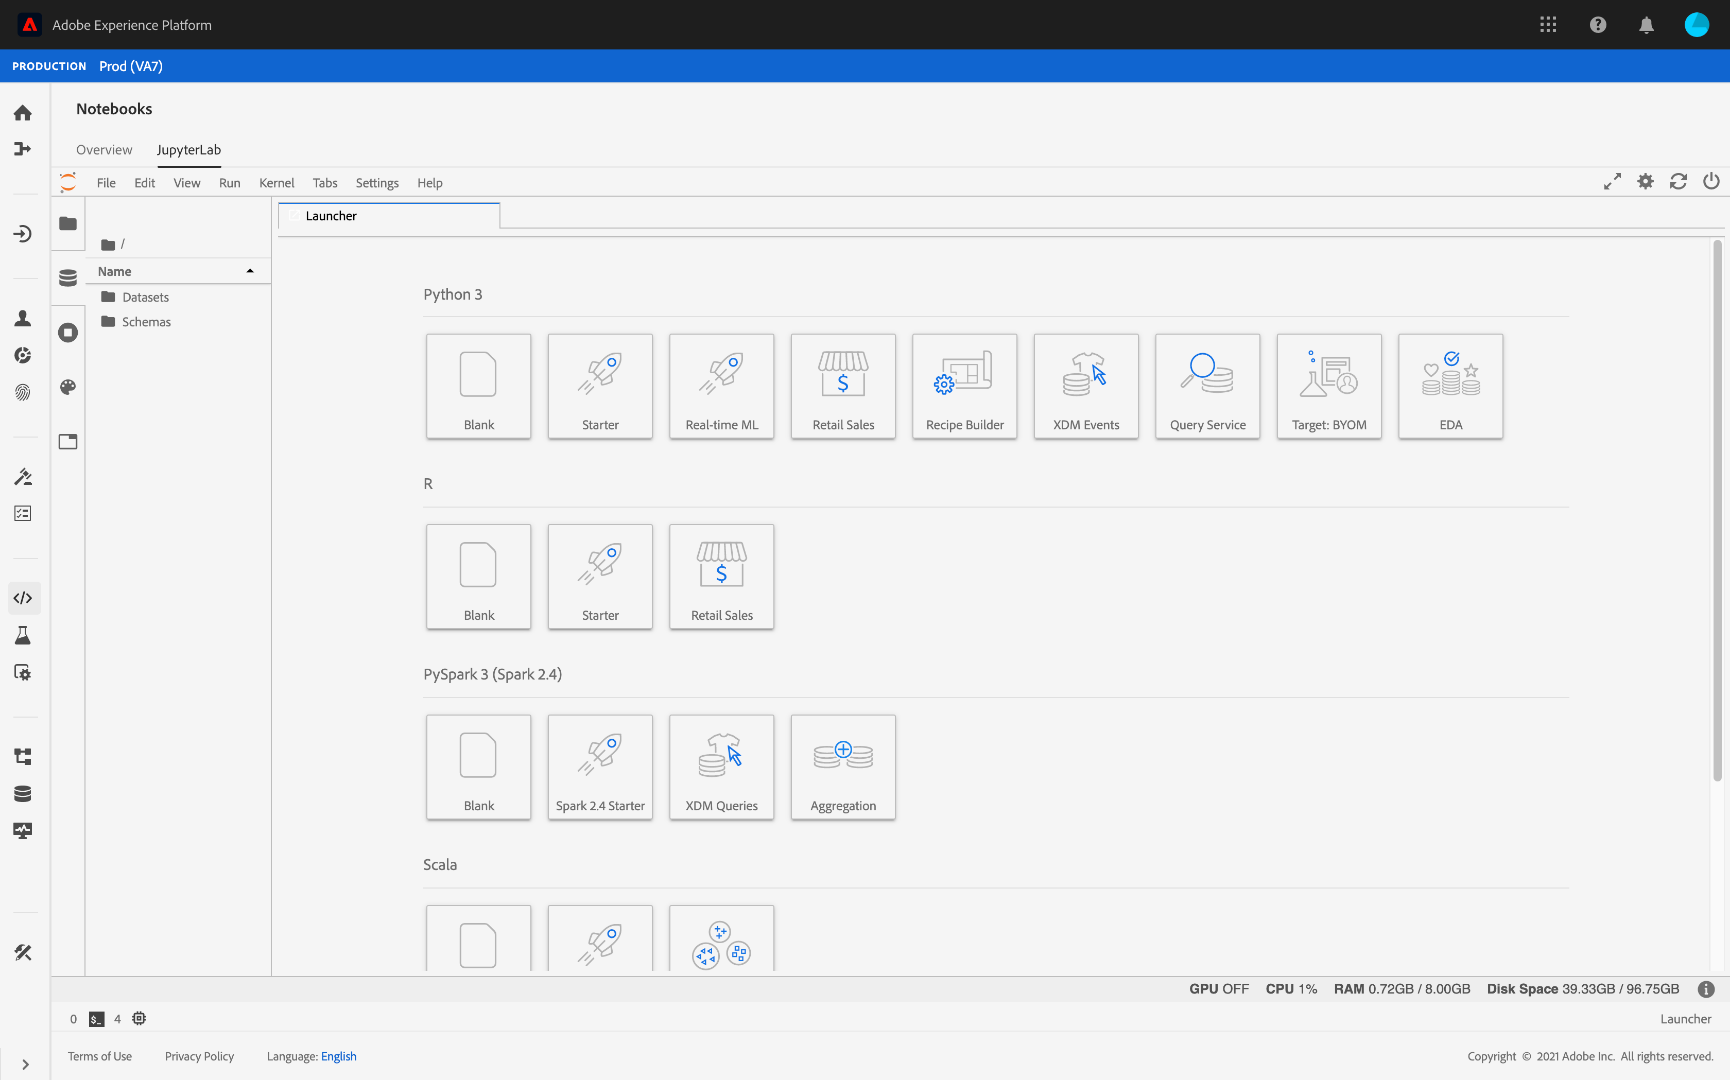 Adobe Experience Platform
PRODUCTION Prod (VA7)
Notebooks
Overview JupyterLab
File Edit View Run Kernel Tabs Settings Help
Launcher
/
Name
Datasets
Schemas
Python 3
Blank Starter Real-time ML Retail Sales Recipe Builder XDM Events Query Service Target: BYOM EDA
R
Blank Starter Retail Sales
PySpark 3 (Spark 2.4)
Blank Spark 2.4 Starter XDM Queries Aggregation
Scala
GPU OFF CPU 1% RAM 0.72GB / 8.00GB Disk Space 39.33GB / 96.75GB
0 $_ 4 Launcher
Terms of Use Privacy Policy Language: English Copyright © 2021 Adobe Inc. All rights reserved.